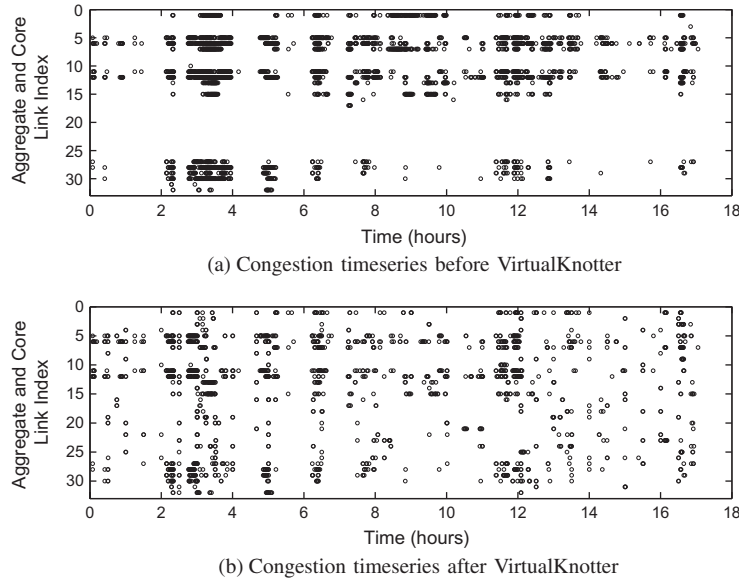 0
5
10
15
20
25
30
Aggregate and Core
Link Index
0 2 4 6 8 10 12 14 16 18
Time (hours)
(a) Congestion timeseries before VirtualKnotter
0
5
10
15
20
25
30
Aggregate and Core
Link Index
0 2 4 6 8 10 12 14 16 18
Time (hours)
(b) Congestion timeseries after VirtualKnotter